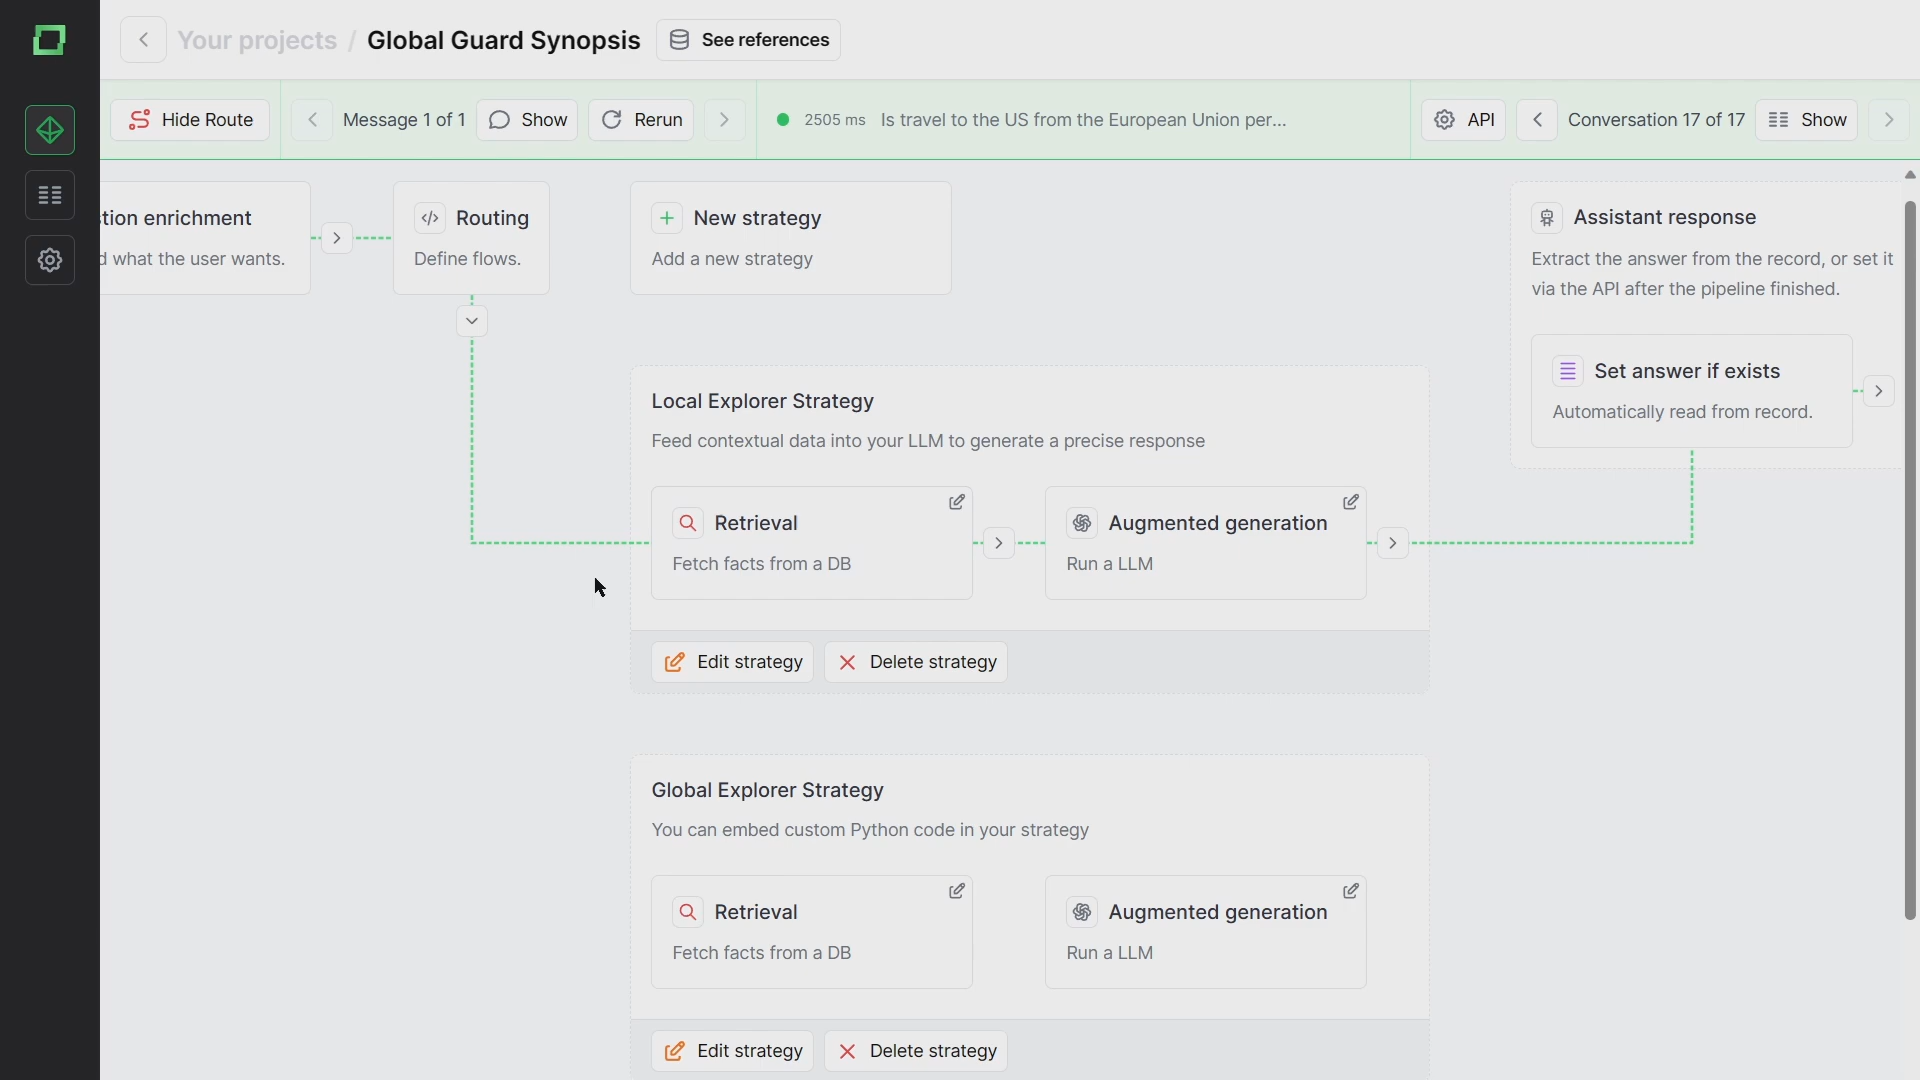 Your projects / Global Guard Synopsis See references
Hide Route Message 1 of 1 Show Rerun 2505 ms Is travel to the US from the European Union per... API Conversation 17 of 17 Show
tion enrichment
d what the user wants.
Routing
Define flows.
New strategy
Add a new strategy
Assistant response
Extract the answer from the record, or set it
via the API after the pipeline finished.
Set answer if exists
Automatically read from record.
Local Explorer Strategy
Feed contextual data into your LLM to generate a precise response
Retrieval
Fetch facts from a DB
Augmented generation
Run a LLM
Edit strategy Delete strategy
Global Explorer Strategy
You can embed custom Python code in your strategy
Retrieval
Fetch facts from a DB
Augmented generation
Run a LLM
Edit strategy Delete strategy